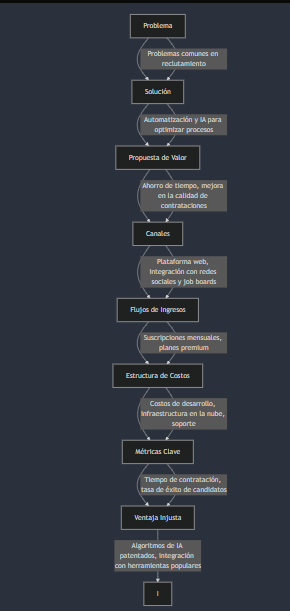 Problema
Problemas comunes en
reclutamiento
Solución
Automatización y IA para
optimizar procesos
Propuesta de Valor
Ahorro de tiempo, mejora
en la calidad de
contrataciones
Canales
Plataforma web,
integración con redes
sociales y job boards
Flujos de Ingresos
Suscripciones mensuales,
planes premium
Estructura de Costos
Costos de desarrollo,
infraestructura en la nube,
soporte
Métricas Clave
Tiempo de contratación,
tasa de éxito de candidatos
Ventaja Injusta
Algoritmos de IA
patentados, integración
con herramientas populares
I